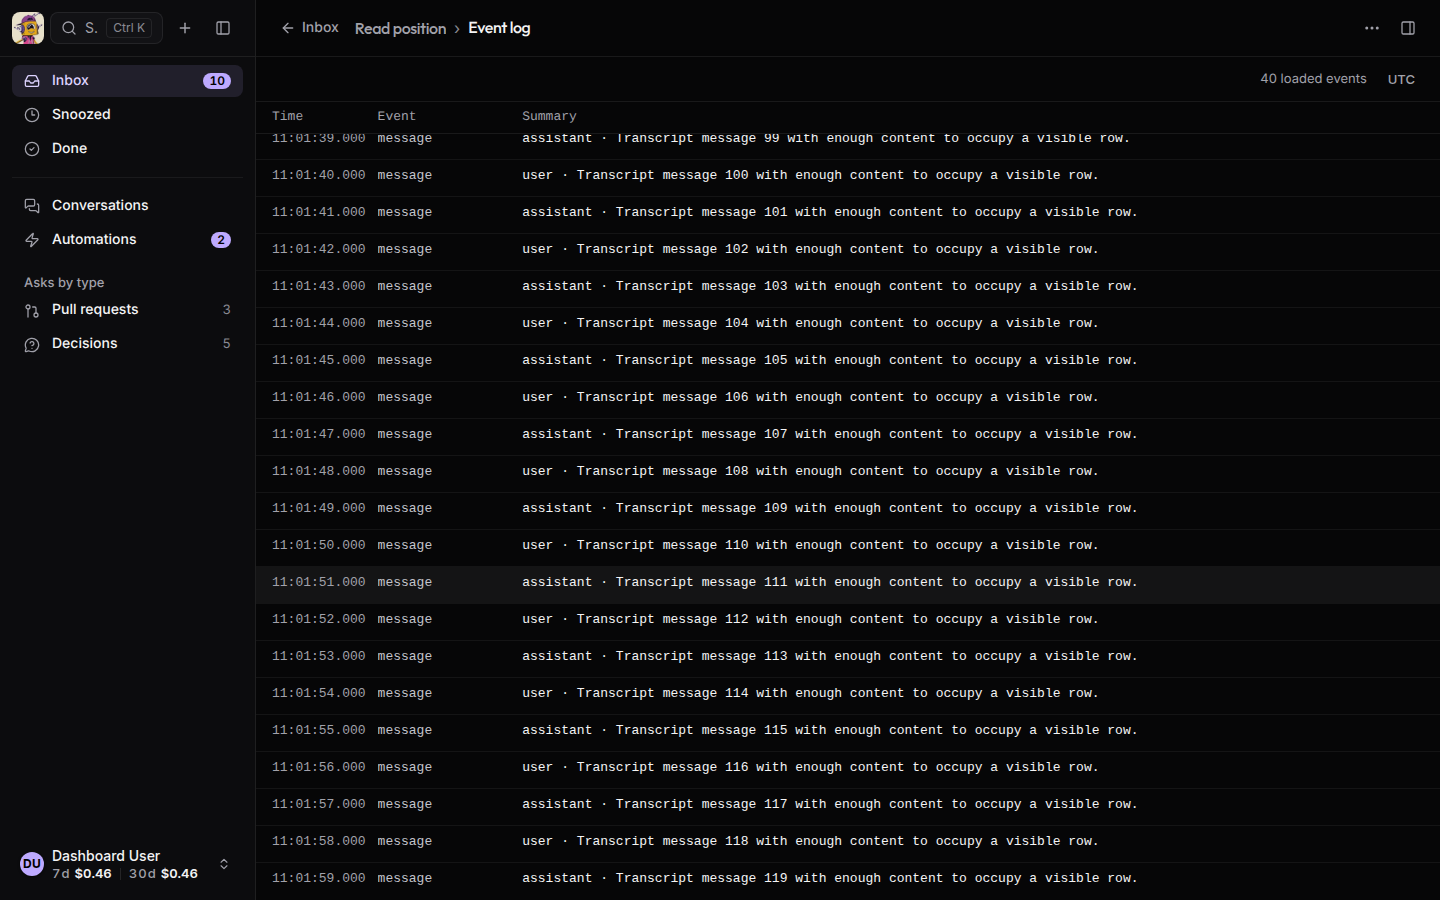 S. Ctrl K
Inbox 10
Snoozed
Done
Conversations
Automations 2
Asks by type
Pull requests 3
Decisions 5
DU Dashboard User
7d $0.46 30d $0.46
Inbox Read position › Event log
40 loaded events UTC
Time Event Summary
11:01:39.000 message assistant · Transcript message 99 with enough content to occupy a visible row.
11:01:40.000 message user · Transcript message 100 with enough content to occupy a visible row.
11:01:41.000 message assistant · Transcript message 101 with enough content to occupy a visible row.
11:01:42.000 message user · Transcript message 102 with enough content to occupy a visible row.
11:01:43.000 message assistant · Transcript message 103 with enough content to occupy a visible row.
11:01:44.000 message user · Transcript message 104 with enough content to occupy a visible row.
11:01:45.000 message assistant · Transcript message 105 with enough content to occupy a visible row.
11:01:46.000 message user · Transcript message 106 with enough content to occupy a visible row.
11:01:47.000 message assistant · Transcript message 107 with enough content to occupy a visible row.
11:01:48.000 message user · Transcript message 108 with enough content to occupy a visible row.
11:01:49.000 message assistant · Transcript message 109 with enough content to occupy a visible row.
11:01:50.000 message user · Transcript message 110 with enough content to occupy a visible row.
11:01:51.000 message assistant · Transcript message 111 with enough content to occupy a visible row.
11:01:52.000 message user · Transcript message 112 with enough content to occupy a visible row.
11:01:53.000 message assistant · Transcript message 113 with enough content to occupy a visible row.
11:01:54.000 message user · Transcript message 114 with enough content to occupy a visible row.
11:01:55.000 message assistant · Transcript message 115 with enough content to occupy a visible row.
11:01:56.000 message user · Transcript message 116 with enough content to occupy a visible row.
11:01:57.000 message assistant · Transcript message 117 with enough content to occupy a visible row.
11:01:58.000 message user · Transcript message 118 with enough content to occupy a visible row.
11:01:59.000 message assistant · Transcript message 119 with enough content to occupy a visible row.